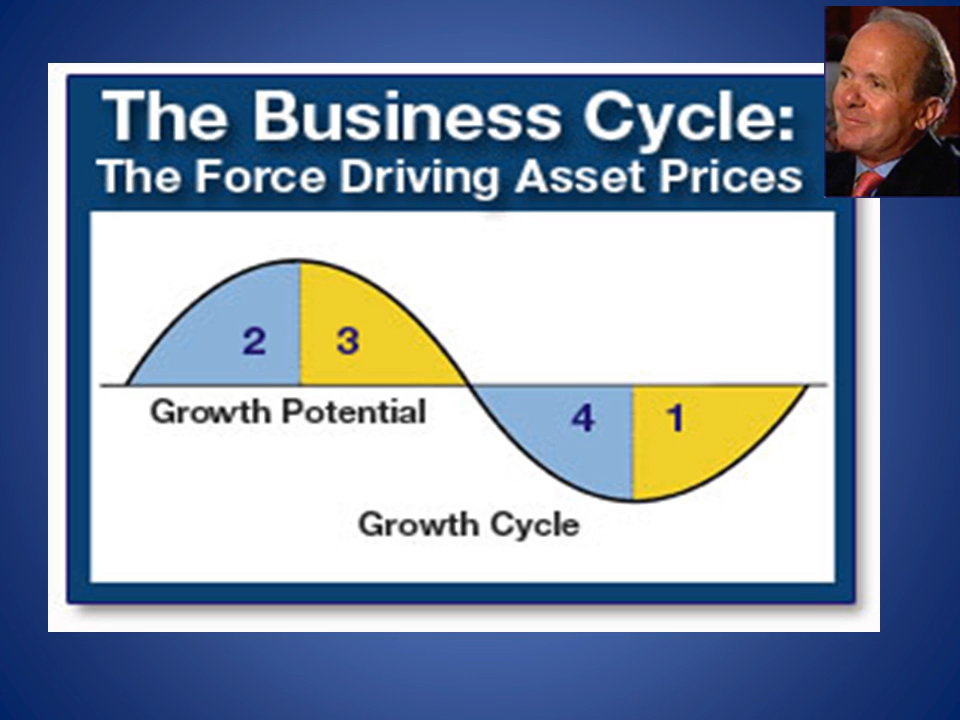 The Business Cycle:
The Force Driving Asset Prices
2 3
Growth Potential
4 1
Growth Cycle